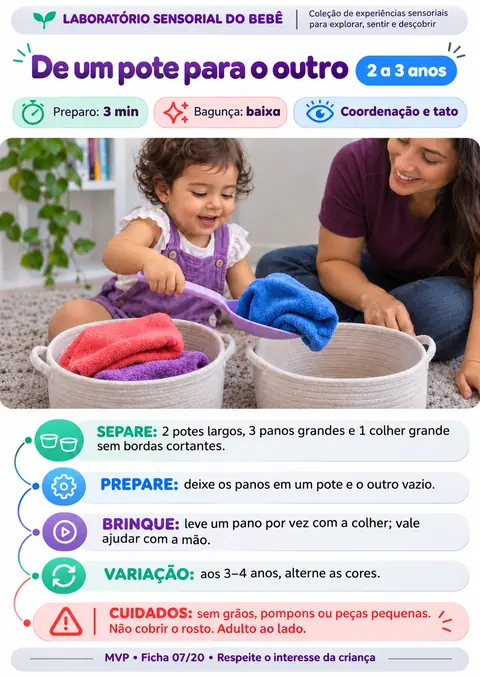 LABORATÓRIO SENSORIAL DO BEBÊ
Coleção de experiências sensoriais
para explorar, sentir e descobrir
De um pote para o outro
2 a 3 anos
Preparo: 3 min
Bagunça: baixa
Coordenação e tato
SEPARE: 2 potes largos, 3 panos grandes e 1 colher grande
sem bordas cortantes.
PREPARE: deixe os panos em um pote e o outro vazio.
BRINQUE: leve um pano por vez com a colher; vale
ajudar com a mão.
VARIAÇÃO: aos 3–4 anos, alterne as cores.
CUIDADOS: sem grãos, pompons ou peças pequenas.
Não cobrir o rosto. Adulto ao lado.
MVP • Ficha 07/20 • Respeite o interesse da criança